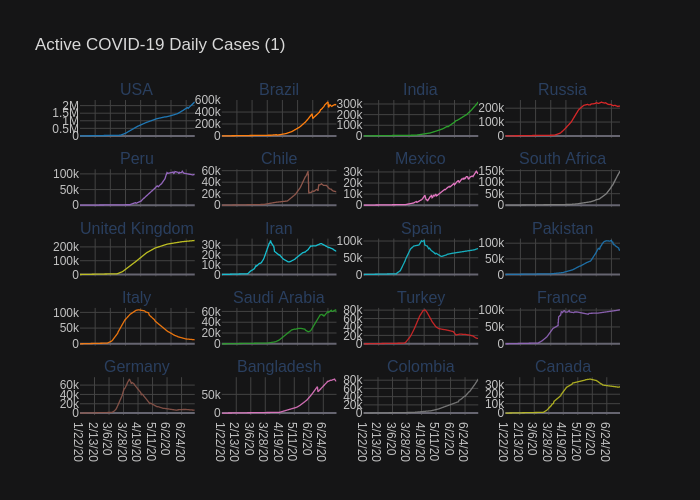 Active COVID-19 Daily Cases (1)
USA Brazil India Russia
2M 1.5M 1M 0.5M 0
600k 400k 200k 0
300k 200k 100k 0
200k 100k 0
Peru Chile Mexico South Africa
100k 50k 0
60k 40k 20k 0
30k 20k 10k 0
150k 100k 50k 0
United Kingdom Iran Spain Pakistan
200k 100k 0
30k 20k 10k 0
100k 50k 0
100k 50k 0
Italy Saudi Arabia Turkey France
100k 50k 0
60k 40k 20k 0
80k 60k 40k 20k 0
100k 50k 0
Germany Bangladesh Colombia Canada
60k 40k 20k 0
50k 0
80k 60k 40k 20k 0
30k 20k 10k 0
1/22/20 2/13/20 3/6/20 3/28/20 4/19/20 5/11/20 6/2/20 6/24/20
1/22/20 2/13/20 3/6/20 3/28/20 4/19/20 5/11/20 6/2/20 6/24/20
1/22/20 2/13/20 3/6/20 3/28/20 4/19/20 5/11/20 6/2/20 6/24/20
1/22/20 2/13/20 3/6/20 3/28/20 4/19/20 5/11/20 6/2/20 6/24/20